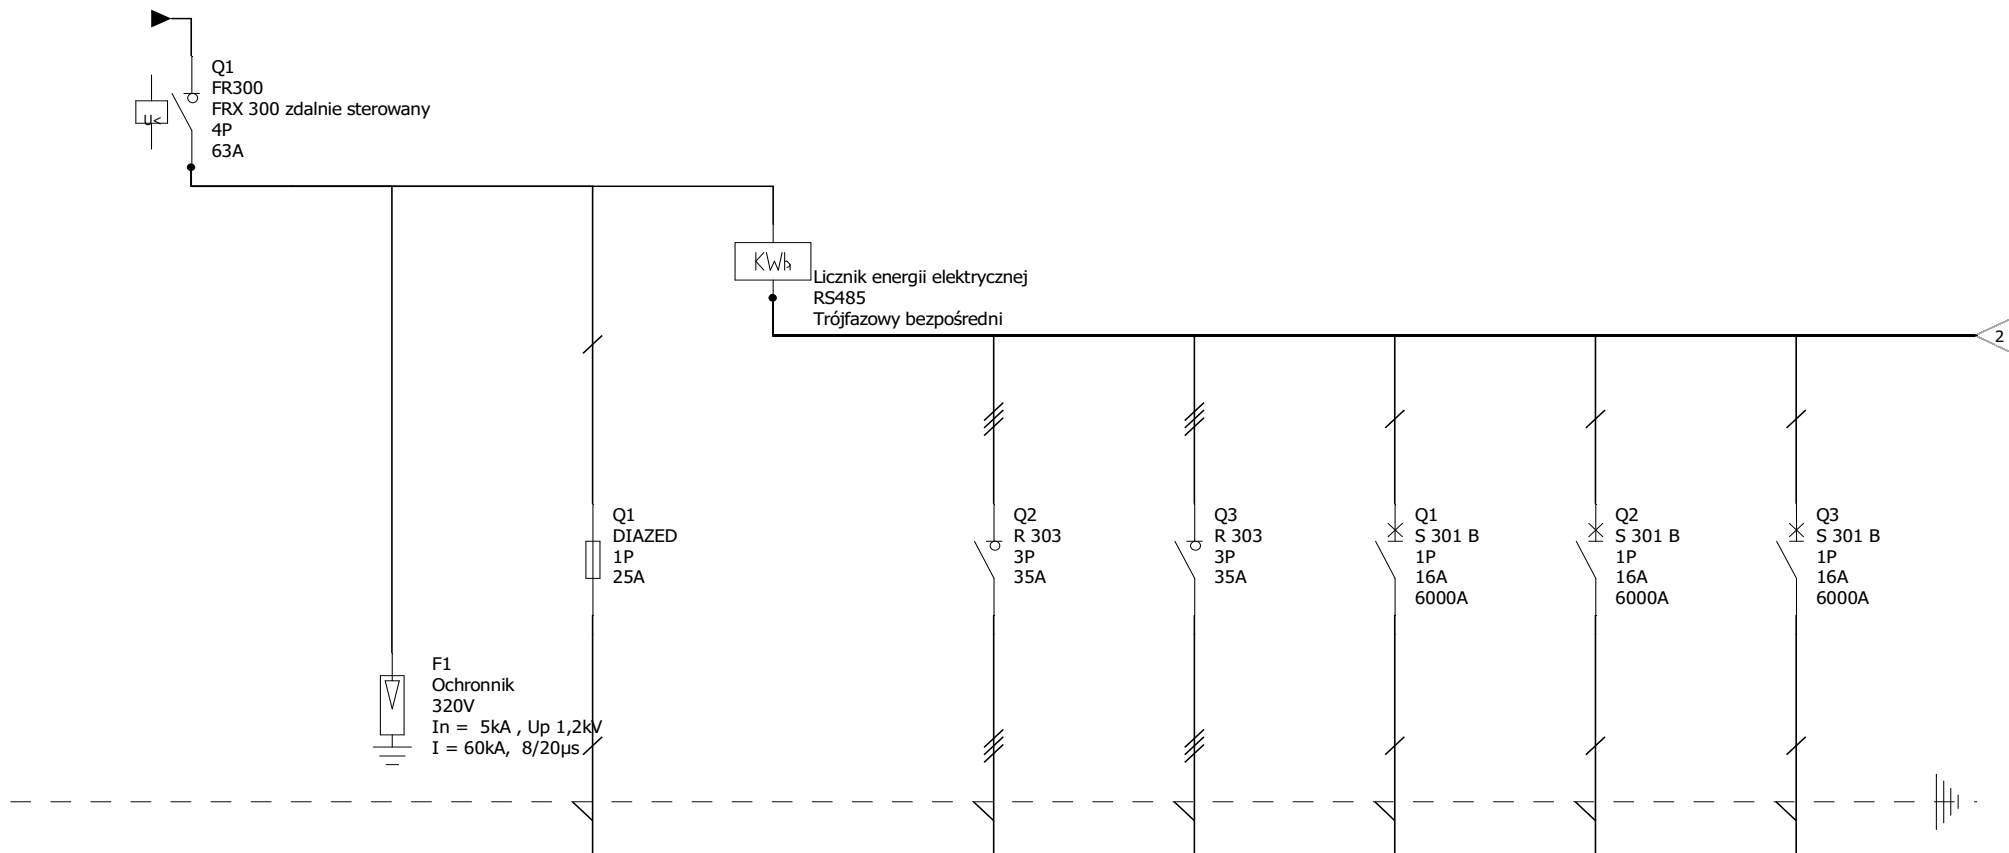 Q1
FR300
FRX 300 zdalnie sterowany
4P
63A
U<
KWh
Licznik energii elektrycznej
RS485
Trójfazowy bezpośredni
2
Q1
DIAZED
1P
25A
Q2
R 303
3P
35A
Q3
R 303
3P
35A
Q1
S 301 B
1P
16A
6000A
Q2
S 301 B
1P
16A
6000A
Q3
S 301 B
1P
16A
6000A
F1
Ochronnik
320V
In =  5kA , Up 1,2kV
I = 60kA,  8/20µs